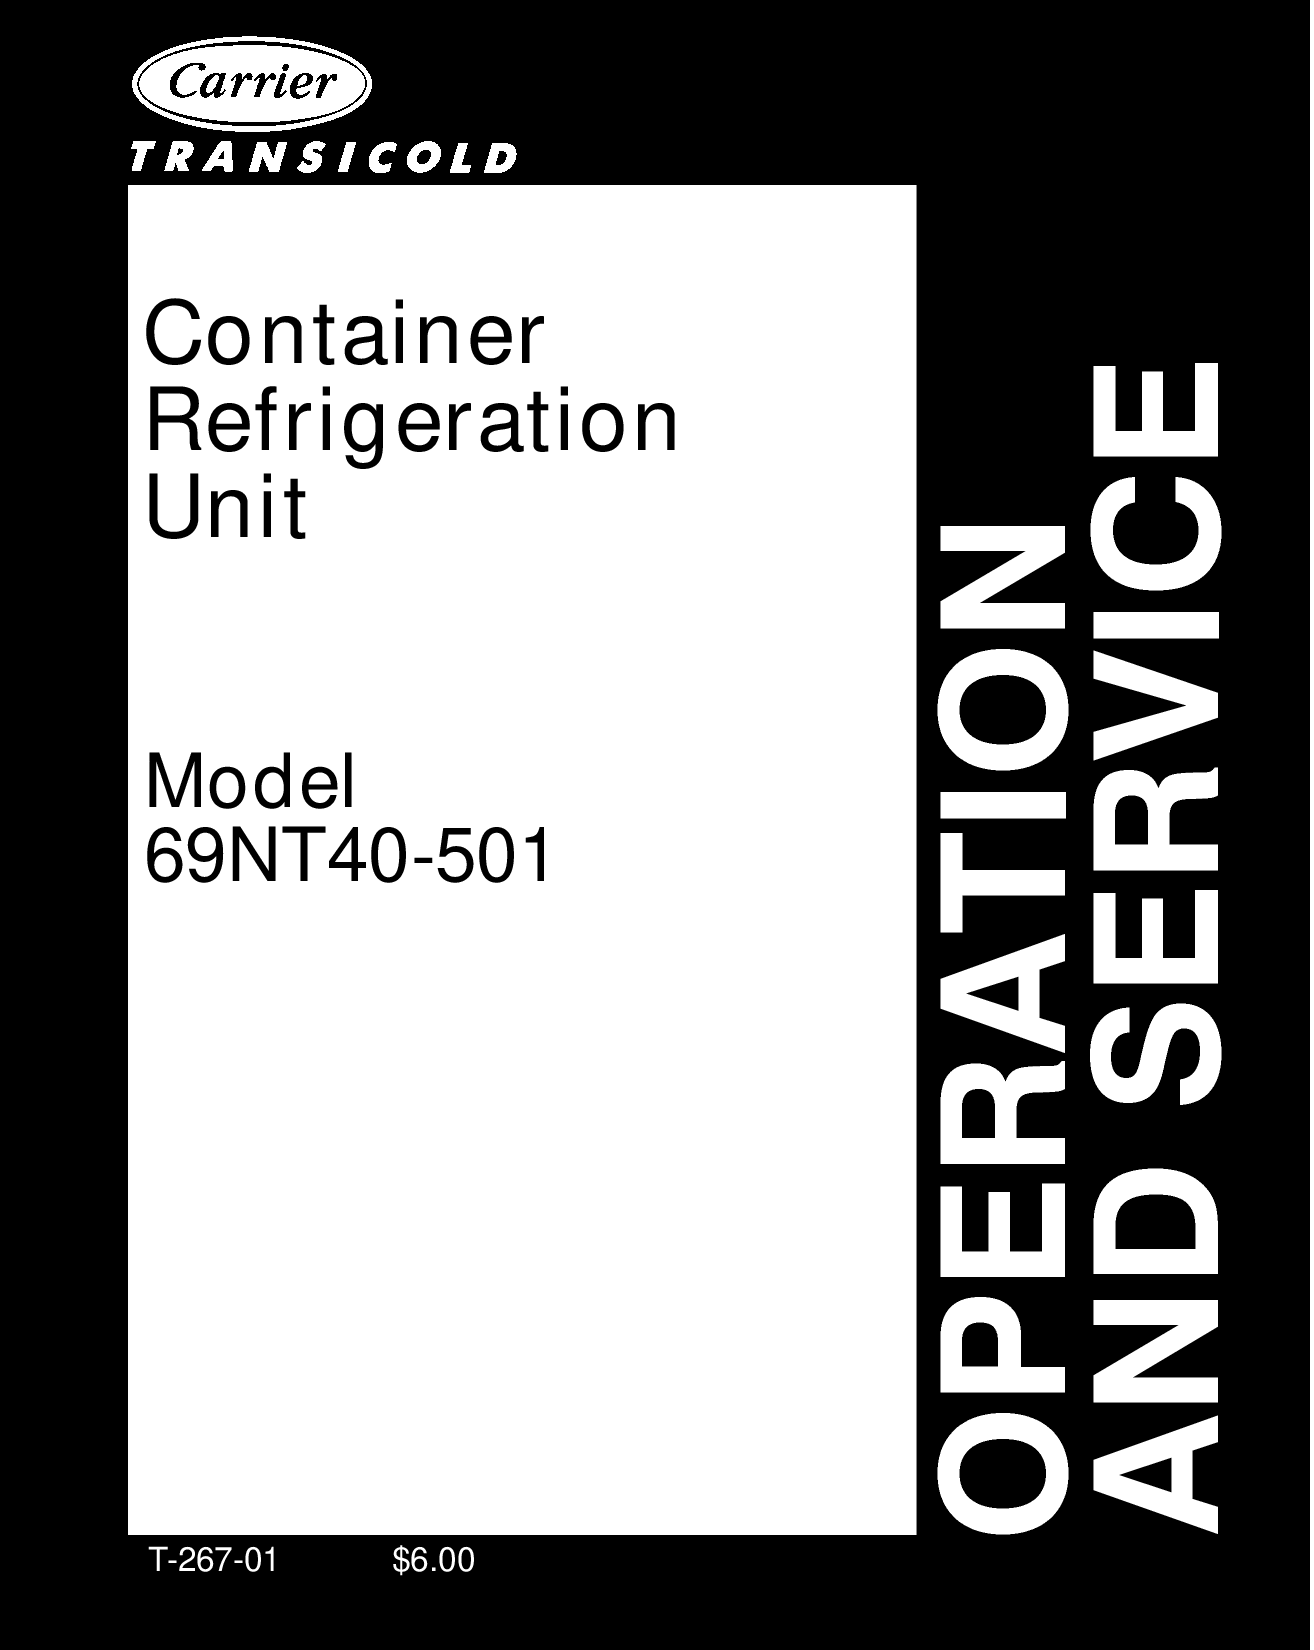 Carrier
TRANSICOLD
Container
Refrigeration
Unit
Model
69NT40-501
OPERATION
AND SERVICE
T-267-01 $6.00